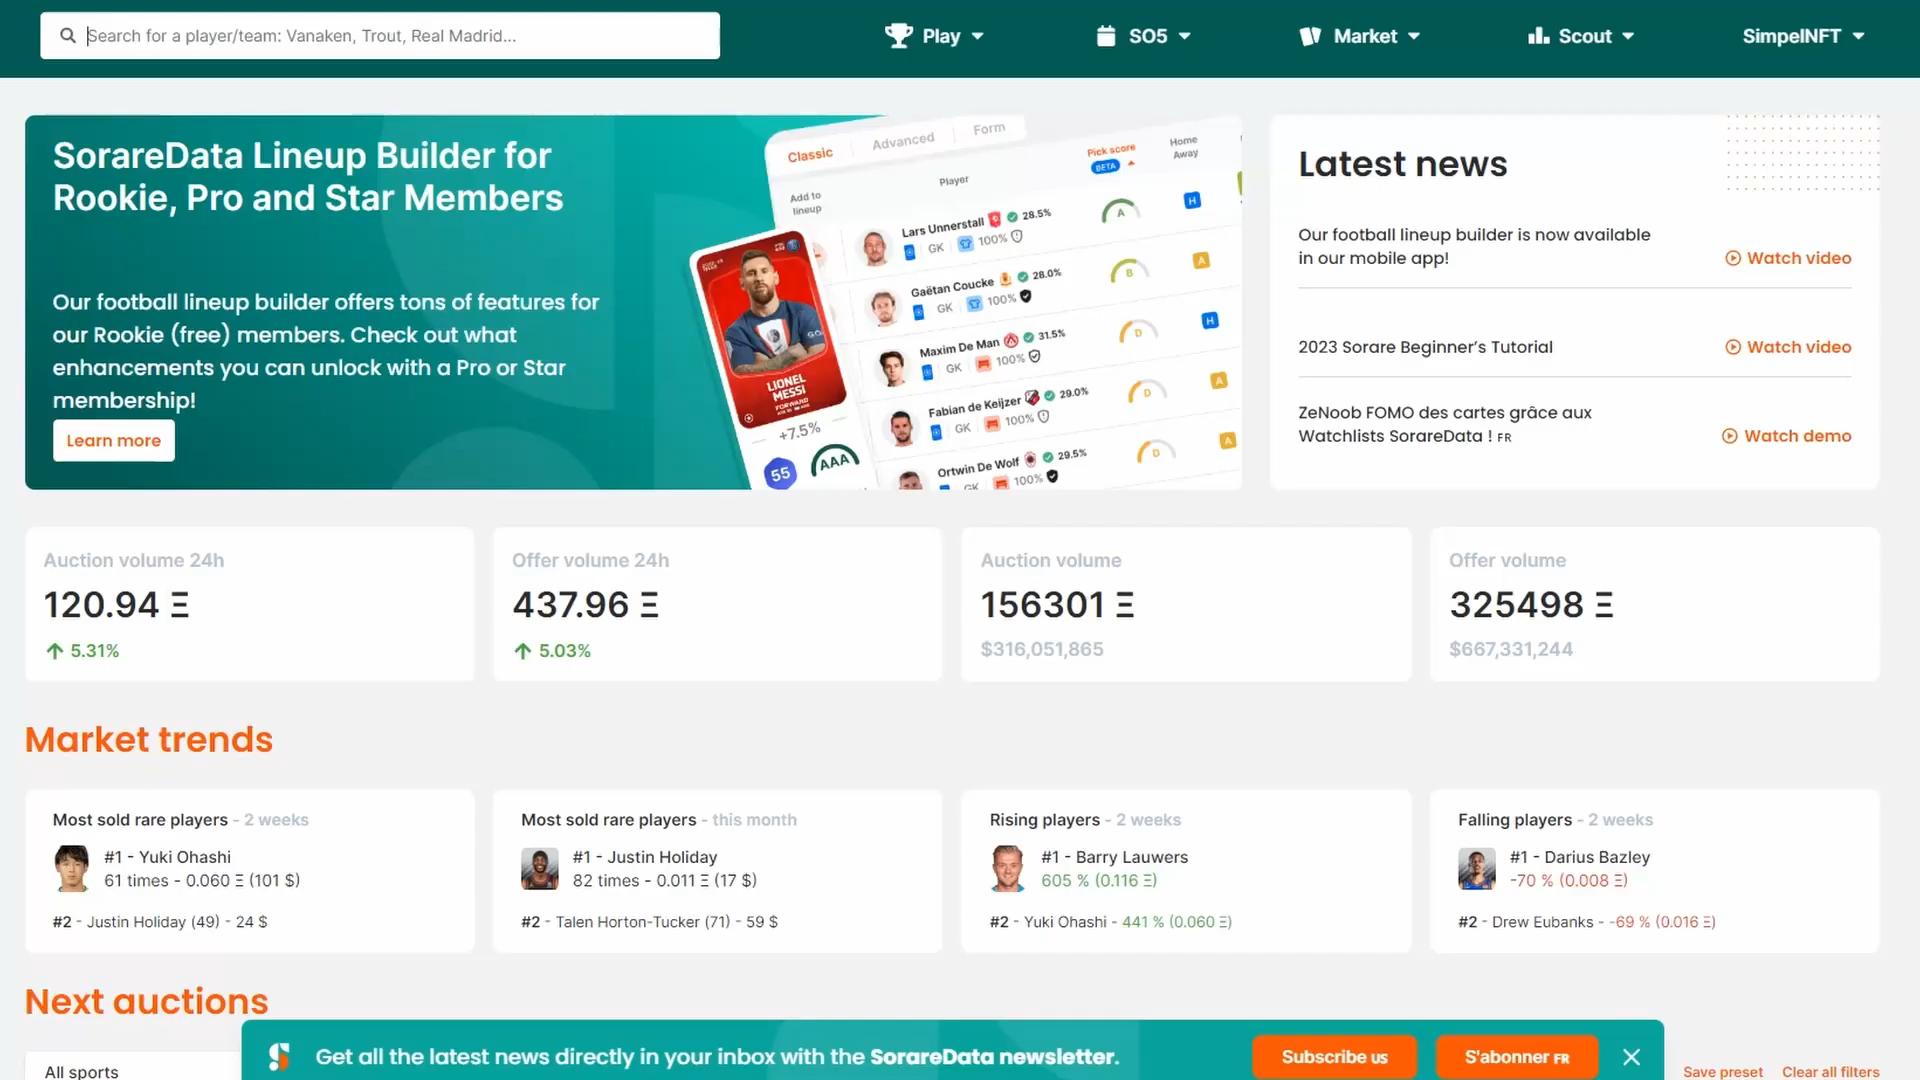 Search for a player/team: Vanaken, Trout, Real Madrid...
Play
SO5
Market
Scout
SimpelNFT
SorareData Lineup Builder for
Rookie, Pro and Star Members
Our football lineup builder offers tons of features for
our Rookie (free) members. Check out what
enhancements you can unlock with a Pro or Star
membership!
Learn more
Classic
Advanced
Form
Add to
lineup
Player
Pick score
BETA
Home
Away
Lars Unnerstall 28.5%
GK 100%
A
H
Gaëtan Coucke 28.0%
GK 100%
B
A
Maxim De Man 31.5%
GK 100%
D
H
Fabian de Keijzer 29.0%
GK 100%
D
A
Ortwin De Wolf 29.5%
GK 100%
D
A
LIONEL
MESSI
FORWARD
+7.5%
55
AAA
Latest news
Our football lineup builder is now available
in our mobile app!
Watch video
2023 Sorare Beginner's Tutorial
Watch video
ZeNoob FOMO des cartes grâce aux
Watchlists SorareData ! FR
Watch demo
Auction volume 24h
120.94 Ξ
5.31%
Offer volume 24h
437.96 Ξ
5.03%
Auction volume
156301 Ξ
$316,051,865
Offer volume
325498 Ξ
$667,331,244
Market trends
Most sold rare players - 2 weeks
#1 - Yuki Ohashi
61 times - 0.060 Ξ (101 $)
#2 - Justin Holiday (49) - 24 $
Most sold rare players - this month
#1 - Justin Holiday
82 times - 0.011 Ξ (17 $)
#2 - Talen Horton-Tucker (71) - 59 $
Rising players - 2 weeks
#1 - Barry Lauwers
605 % (0.116 Ξ)
#2 - Yuki Ohashi - 441 % (0.060 Ξ)
Falling players - 2 weeks
#1 - Darius Bazley
-70 % (0.008 Ξ)
#2 - Drew Eubanks - -69 % (0.016 Ξ)
Next auctions
Get all the latest news directly in your inbox with the SorareData newsletter.
Subscribe US
S'abonner FR
All sports
Save preset
Clear all filters